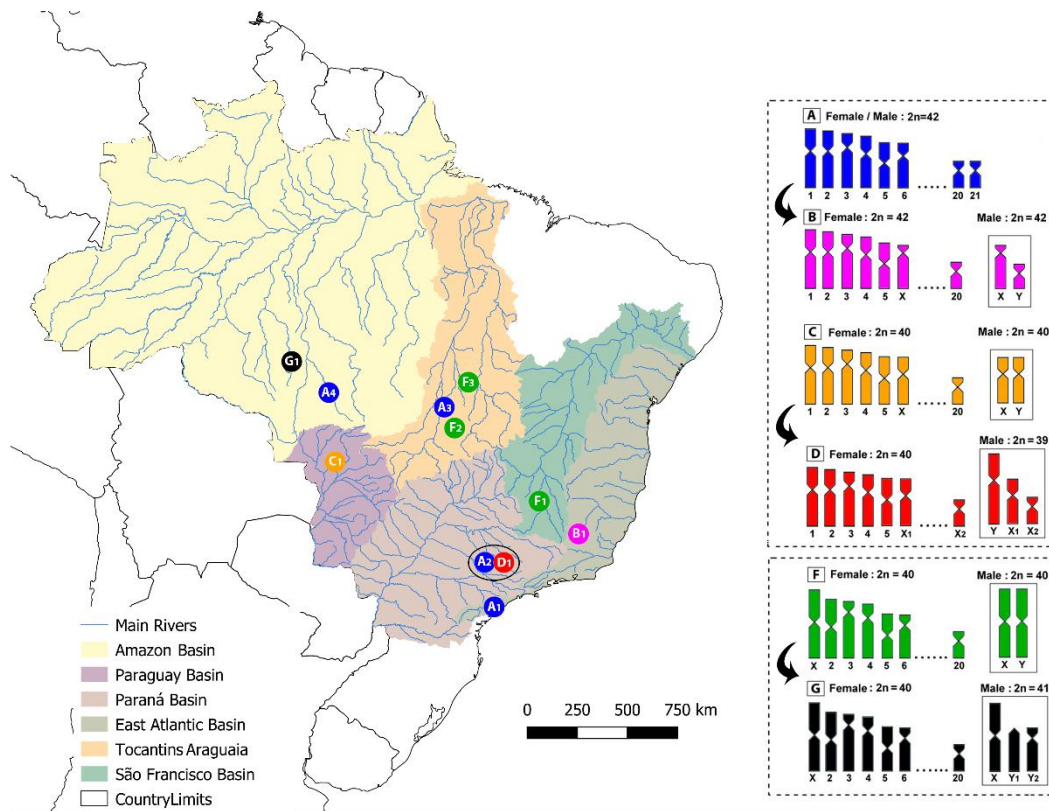 G1
A4
F3
A3
F2
C1
F1
B1
A2 D1
A1
Main Rivers
Amazon Basin
Paraguay Basin
Paraná Basin
East Atlantic Basin
Tocantins Araguaia
São Francisco Basin
CountryLimits
0 250 500 750 km
A Female / Male : 2n=42
1 2 3 4 5 6 ..... 20 21
B Female: 2n = 42 Male : 2n = 42
1 2 3 4 5 X ..... 20 X Y
C Female: 2n = 40 Male : 2n = 40
1 2 3 4 5 X ..... 20 X Y
D Female : 2n = 40 Male : 2n = 39
1 2 3 4 5 X1 ..... X2 Y X1 X2
F Female : 2n = 40 Male : 2n = 40
X 2 3 4 5 6 ..... 20 X Y
G Female : 2n = 40 Male : 2n = 41
X 2 3 4 5 6 ..... 20 X Y1 Y2